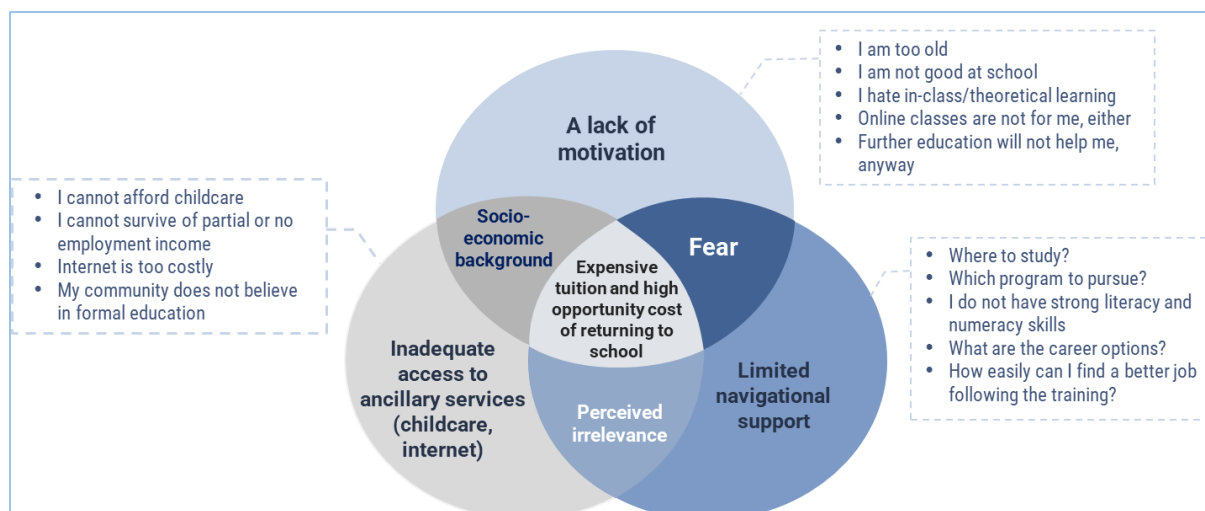 • I am too old
• I am not good at school
• I hate in-class/theoretical learning
• Online classes are not for me, either
• Further education will not help me,
anyway
A lack of
motivation
• I cannot afford childcare
• I cannot survive of partial or no
employment income
• Internet is too costly
• My community does not believe
in formal education
Socio-
economic
background
Fear
Expensive
tuition and high
opportunity cost
of returning to
school
• Where to study?
• Which program to pursue?
• I do not have strong literacy and
numeracy skills
• What are the career options?
• How easily can I find a better job
following the training?
Inadequate
access to
ancillary services
(childcare,
internet)
Perceived
irrelevance
Limited
navigational
support